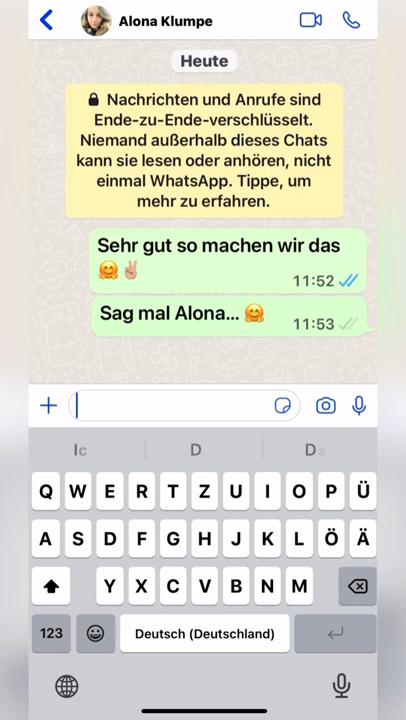 Alona Klumpe
Heute
🔒 Nachrichten und Anrufe sind
Ende-zu-Ende-verschlüsselt.
Niemand außerhalb dieses Chats
kann sie lesen oder anhören, nicht
einmal WhatsApp. Tippe, um
mehr zu erfahren.
Sehr gut so machen wir das
🤗✌🏼
11:52
Sag mal Alona... 🤗
11:53
Ic D Da
Q W E R T Z U I O P Ü
A S D F G H J K L Ö Ä
Y X C V B N M
123 Deutsch (Deutschland)